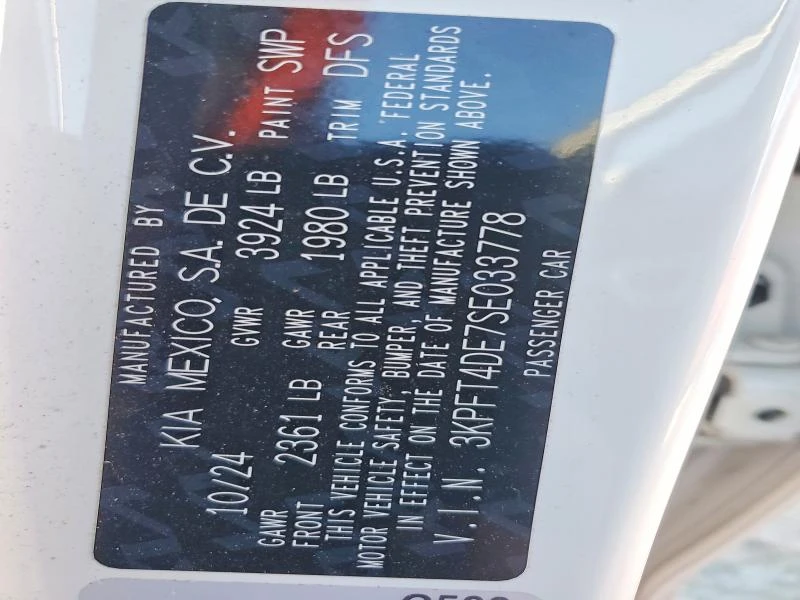 MANUFACTURED BY
KIA MEXICO, S.A. DE C.V.
10/24 GVWR 3924 LB PAINT SWP
GAWR FRONT 2361 LB GAWR REAR 1980 LB TRIM DFS
THIS VEHICLE CONFORMS TO ALL APPLICABLE U.S.A. FEDERAL
MOTOR VEHICLE SAFETY, BUMPER, AND THEFT PREVENTION STANDARDS
IN EFFECT ON THE DATE OF MANUFACTURE SHOWN ABOVE.
V.I.N. 3KPFT4DE7SE033778
PASSENGER CAR